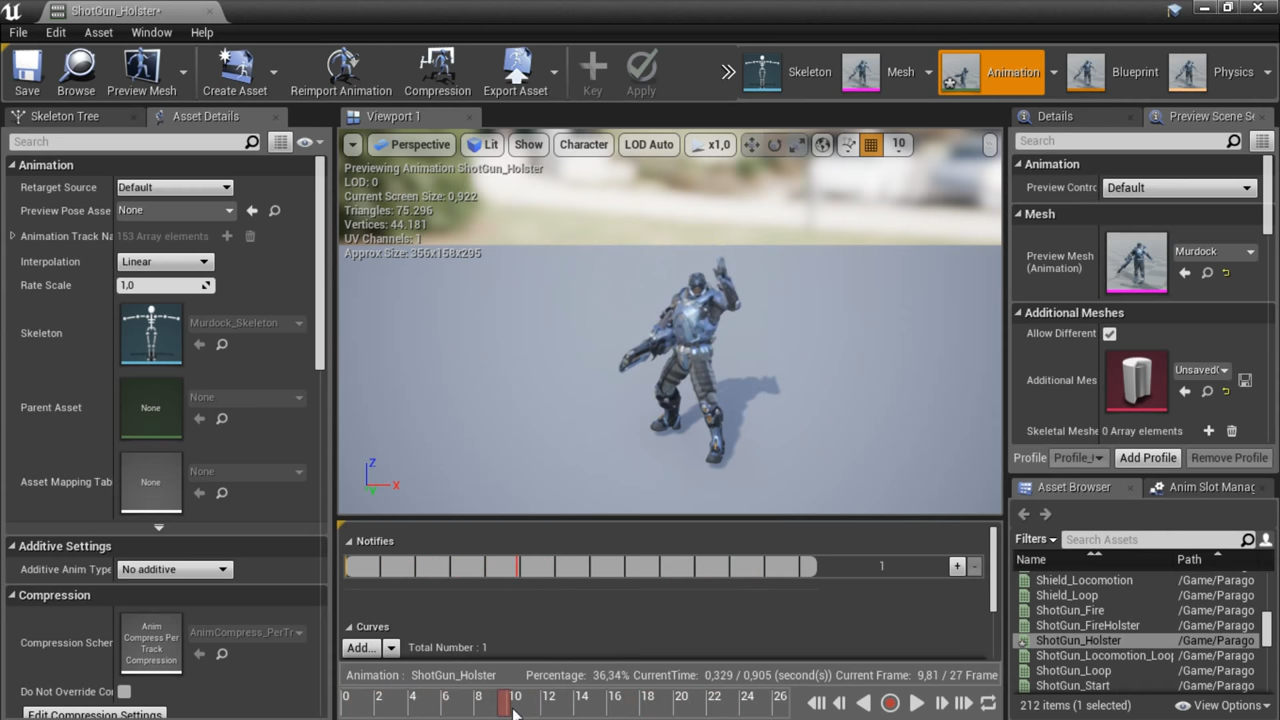 ShotGun_Holster*
File Edit Asset Window Help
Save Browse Preview Mesh Create Asset Reimport Animation Compression Export Asset Key Apply Skeleton Mesh Animation Blueprint Physics
Skeleton Tree Asset Details
Search
Animation
Retarget Source Default
Preview Pose Asse None
Animation Track Na 153 Array elements
Interpolation Linear
Rate Scale 1,0
Skeleton Murdock_Skeleton
Parent Asset None None
Asset Mapping Tab None None
Additive Settings
Additive Anim Type No additive
Compression
Compression Scher Anim Compress Per Track Compression AnimCompress_PerTr
Do Not Override Co
Edit Compression Settings
Viewport 1
Perspective Lit Show Character LOD Auto x1,0 10
Previewing Animation ShotGun_Holster
LOD: 0
Current Screen Size: 0,922
Triangles: 75.296
Vertices: 44.181
UV Channels: 1
Approx Size: 356x158x295
Z
X
Y
Notifies
1
Curves
Add... Total Number : 1
Animation : ShotGun_Holster Percentage: 36,34% CurrentTime: 0,329 / 0,905 (second(s)) Current Frame: 9,81 / 27 Frame
0 2 4 6 8 10 12 14 16 18 20 22 24 26
Details Preview Scene Se
Search
Animation
Preview Contro Default
Mesh
Preview Mesh (Animation) Murdock
Additional Meshes
Allow Different
Additional Mes Unsaved
Skeletal Meshe 0 Array elements
Profile Profile_ Add Profile Remove Profile
Asset Browser Anim Slot Manag
Filters Search Assets
Name Path
Shield_Locomotion /Game/Parago
Shield_Loop /Game/Parago
ShotGun_Fire /Game/Parago
ShotGun_FireHolster /Game/Parago
ShotGun_Holster /Game/Parago
ShotGun_Locomotion_Loop /Game/Parago
ShotGun_Loop /Game/Parago
ShotGun_Start /Game/Parago
212 items (1 selected) View Options